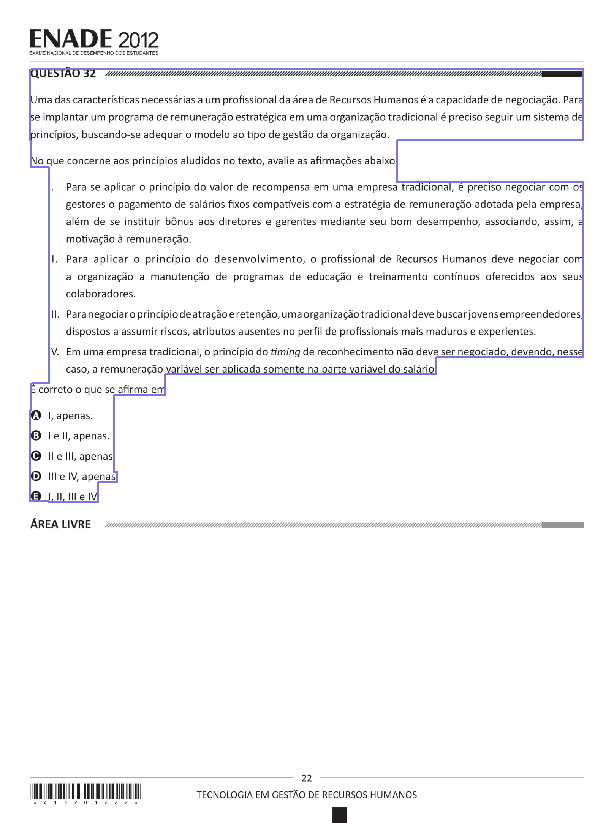 ENADE 2012
EXAME NACIONAL DE DESEMPENHO DOS ESTUDANTES
QUESTÃO 32
Uma das características necessárias a um profissional da área de Recursos Humanos é a capacidade de negociação. Para
se implantar um programa de remuneração estratégica em uma organização tradicional é preciso seguir um sistema de
princípios, buscando-se adequar o modelo ao tipo de gestão da organização.
No que concerne aos princípios aludidos no texto, avalie as afirmações abaixo
I. Para se aplicar o princípio do valor de recompensa em uma empresa tradicional, é preciso negociar com os
gestores o pagamento de salários fixos compatíveis com a estratégia de remuneração adotada pela empresa,
além de se instituir bônus aos diretores e gerentes mediante seu bom desempenho, associando, assim, a
motivação à remuneração.
II. Para aplicar o princípio do desenvolvimento, o profissional de Recursos Humanos deve negociar com
a organização a manutenção de programas de educação e treinamento contínuos oferecidos aos seus
colaboradores.
III. Para negociar o princípio de atração e retenção, uma organização tradicional deve buscar jovens empreendedores,
dispostos a assumir riscos, atributos ausentes no perfil de profissionais mais maduros e experientes.
IV. Em uma empresa tradicional, o princípio do timing de reconhecimento não deve ser negociado, devendo, nesse
caso, a remuneração variável ser aplicada somente na parte variável do salário.
É correto o que se afirma em
A I, apenas.
B I e II, apenas.
C II e III, apenas
D III e IV, apenas
E I, II, III e IV
ÁREA LIVRE
22
TECNOLOGIA EM GESTÃO DE RECURSOS HUMANOS